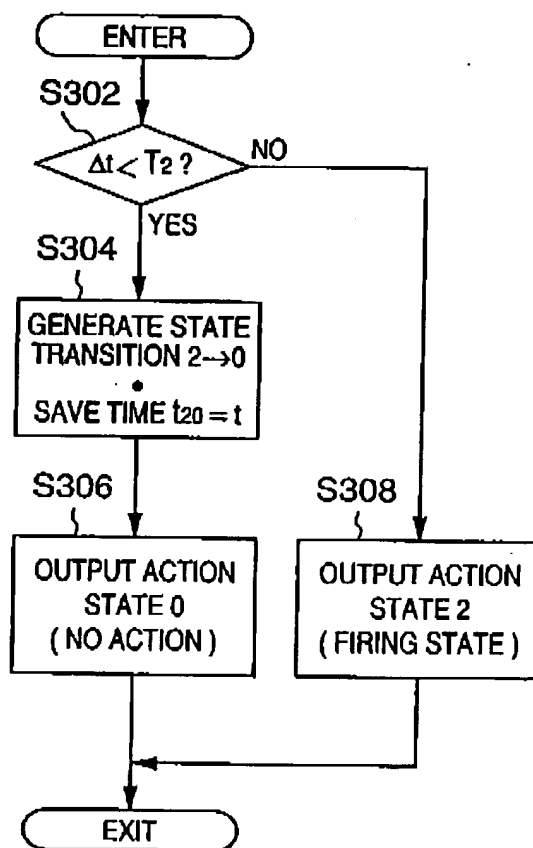 ENTER
S302
Δt < T2 ?
NO
YES
S304
GENERATE STATE
TRANSITION 2→0
•
SAVE TIME t20 = t
S306
OUTPUT ACTION
STATE 0
( NO ACTION )
S308
OUTPUT ACTION
STATE 2
( FIRING STATE )
EXIT